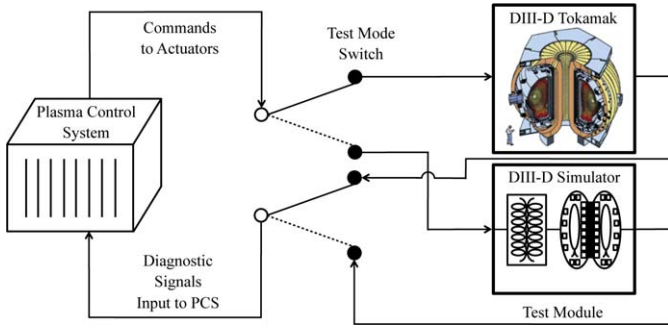 Commands
to Actuators
Test Mode
Switch
DIII-D Tokamak
Plasma Control
System
DIII-D Simulator
Diagnostic
Signals
Input to PCS
Test Module